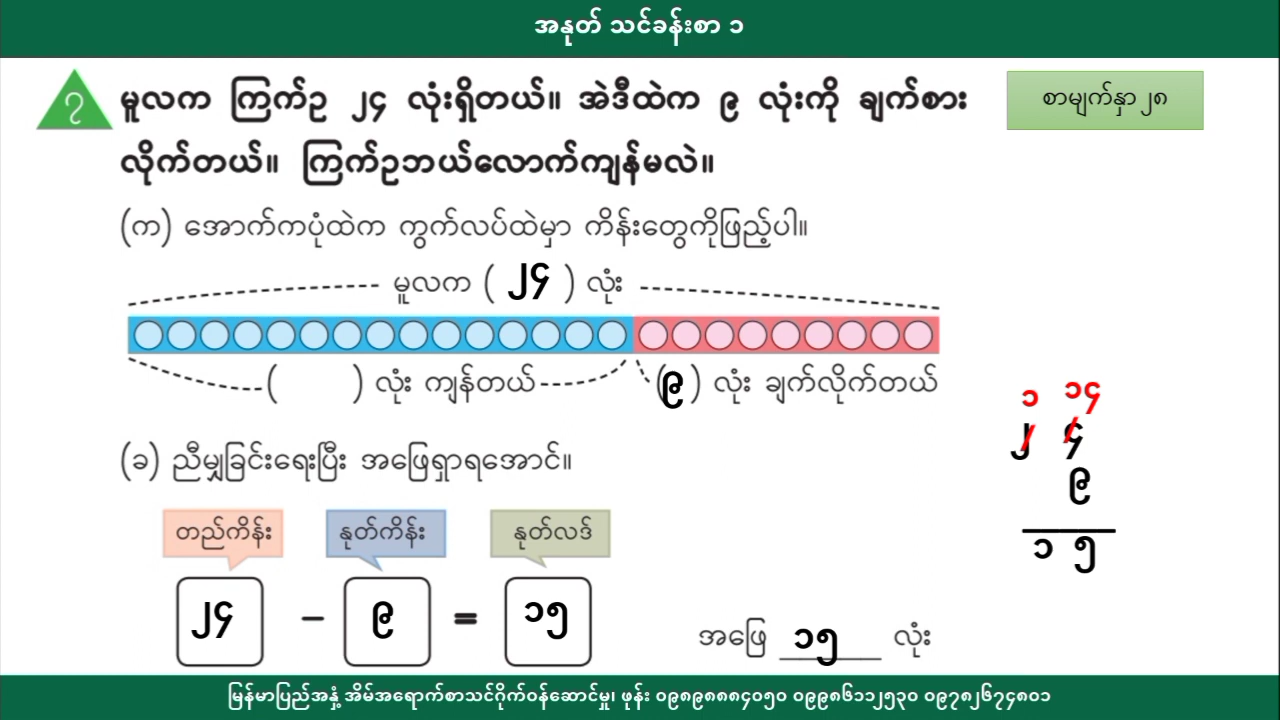 အနုတ် သင်ခန်းစာ ၁
၇ မူလက ကြက်ဥ ၂၄ လုံးရှိတယ်။ အဲဒီထဲက ၉ လုံးကို ချက်စား
လိုက်တယ်။ ကြက်ဥဘယ်လောက်ကျန်မလဲ။
စာမျက်နှာ ၂၈
(က) အောက်ကပုံထဲက ကွက်လပ်ထဲမှာ ကိန်းတွေကိုဖြည့်ပါ။
မူလက ( ၂၄ ) လုံး
( ) လုံး ကျန်တယ် (၉) လုံး ချက်လိုက်တယ်
(ခ) ညီမျှခြင်းရေးပြီး အဖြေရှာရအောင်။
တည်ကိန်း နုတ်ကိန်း နုတ်လဒ်
၂၄ – ၉ = ၁၅
၁ ၁၄
၂ ၄
၉
၁ ၅
အဖြေ ၁၅ လုံး
မြန်မာပြည်အနှံ့ အိမ်အရောက်စာသင်ဂိုက်ဝန်ဆောင်မှု၊ ဖုန်း ၀၉၈၉၈၈၈၄၀၅၀ ၀၉၉၈၆၁၁၂၅၃၀ ၀၉၇၈၂၆၇၄၈၀၁